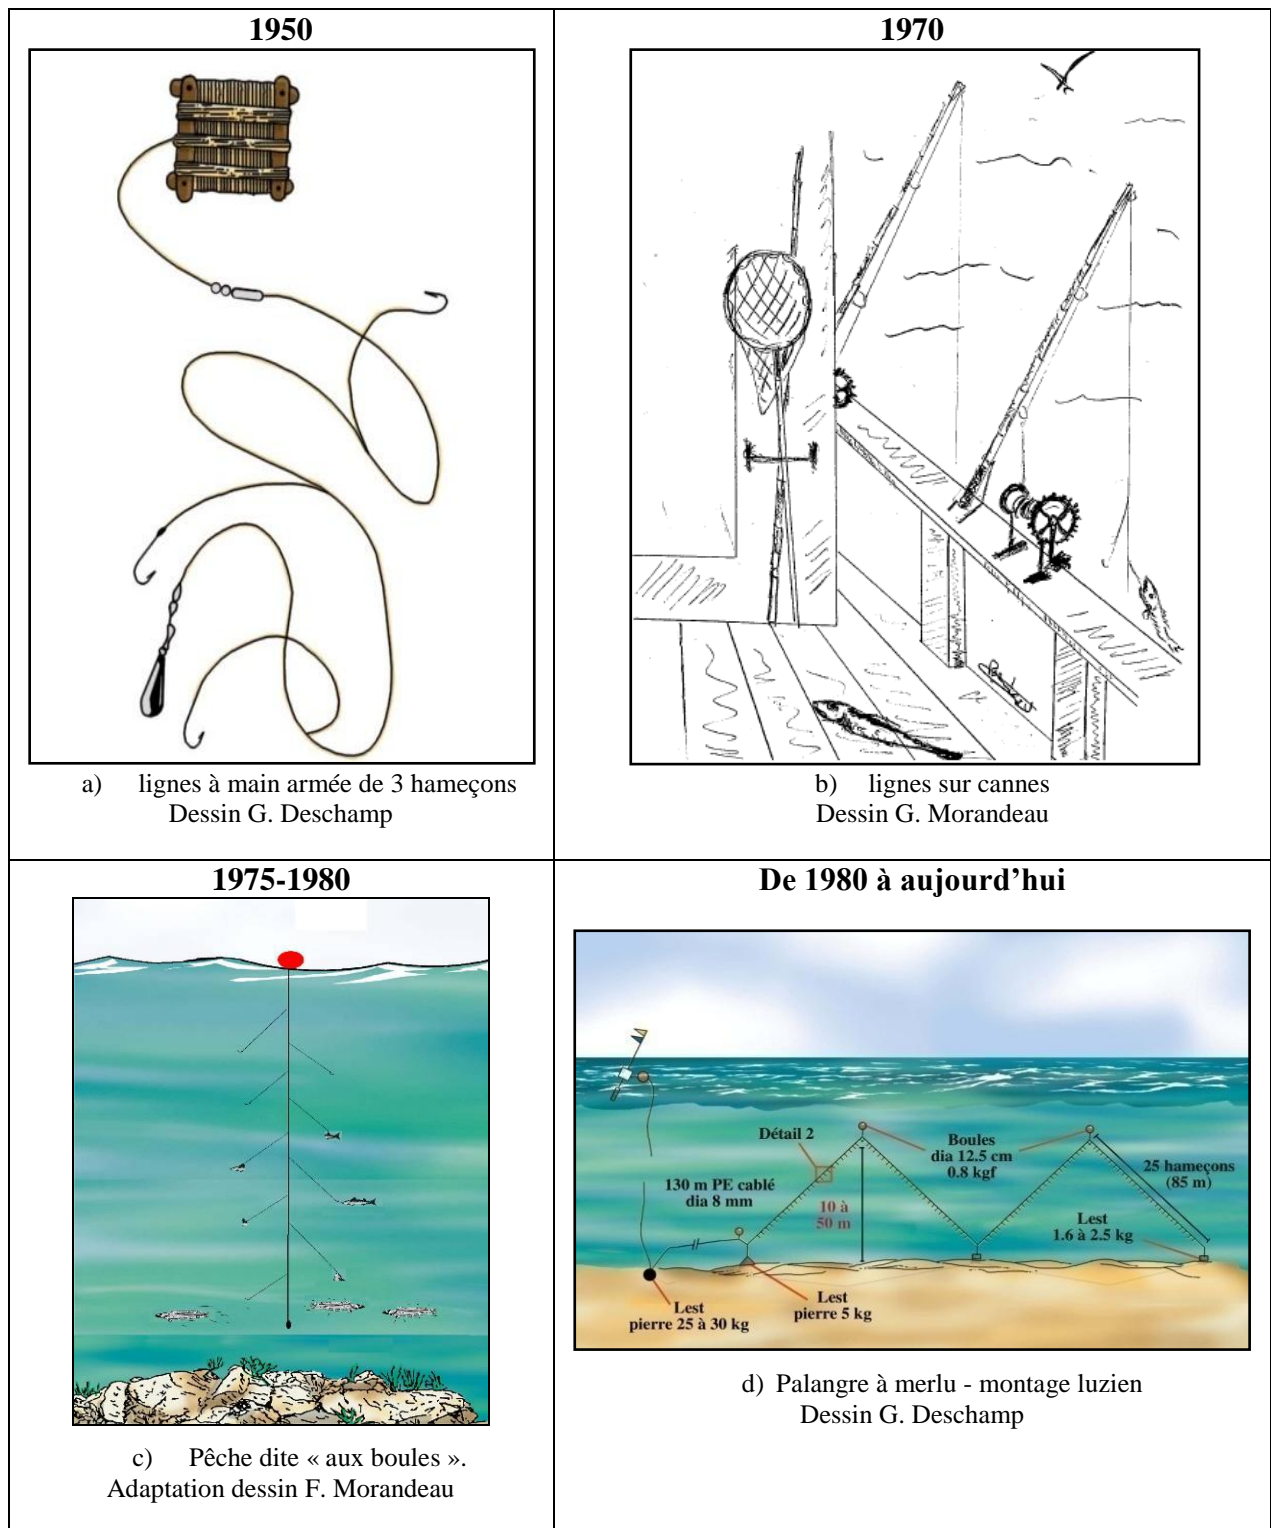 1950
1970
a) lignes à main armée de 3 hameçons
Dessin G. Deschamp
b) lignes sur cannes
Dessin G. Morandeau
1975-1980
De 1980 à aujourd’hui
Détail 2
Boules
dia 12.5 cm
0.8 kgf
25 hameçons
(85 m)
130 m PE cablé
dia 8 mm
10 à
50 m
Lest
1.6 à 2.5 kg
Lest
pierre 5 kg
Lest
pierre 25 à 30 kg
c) Pêche dite « aux boules ».
Adaptation dessin F. Morandeau
d) Palangre à merlu - montage luzien
Dessin G. Deschamp